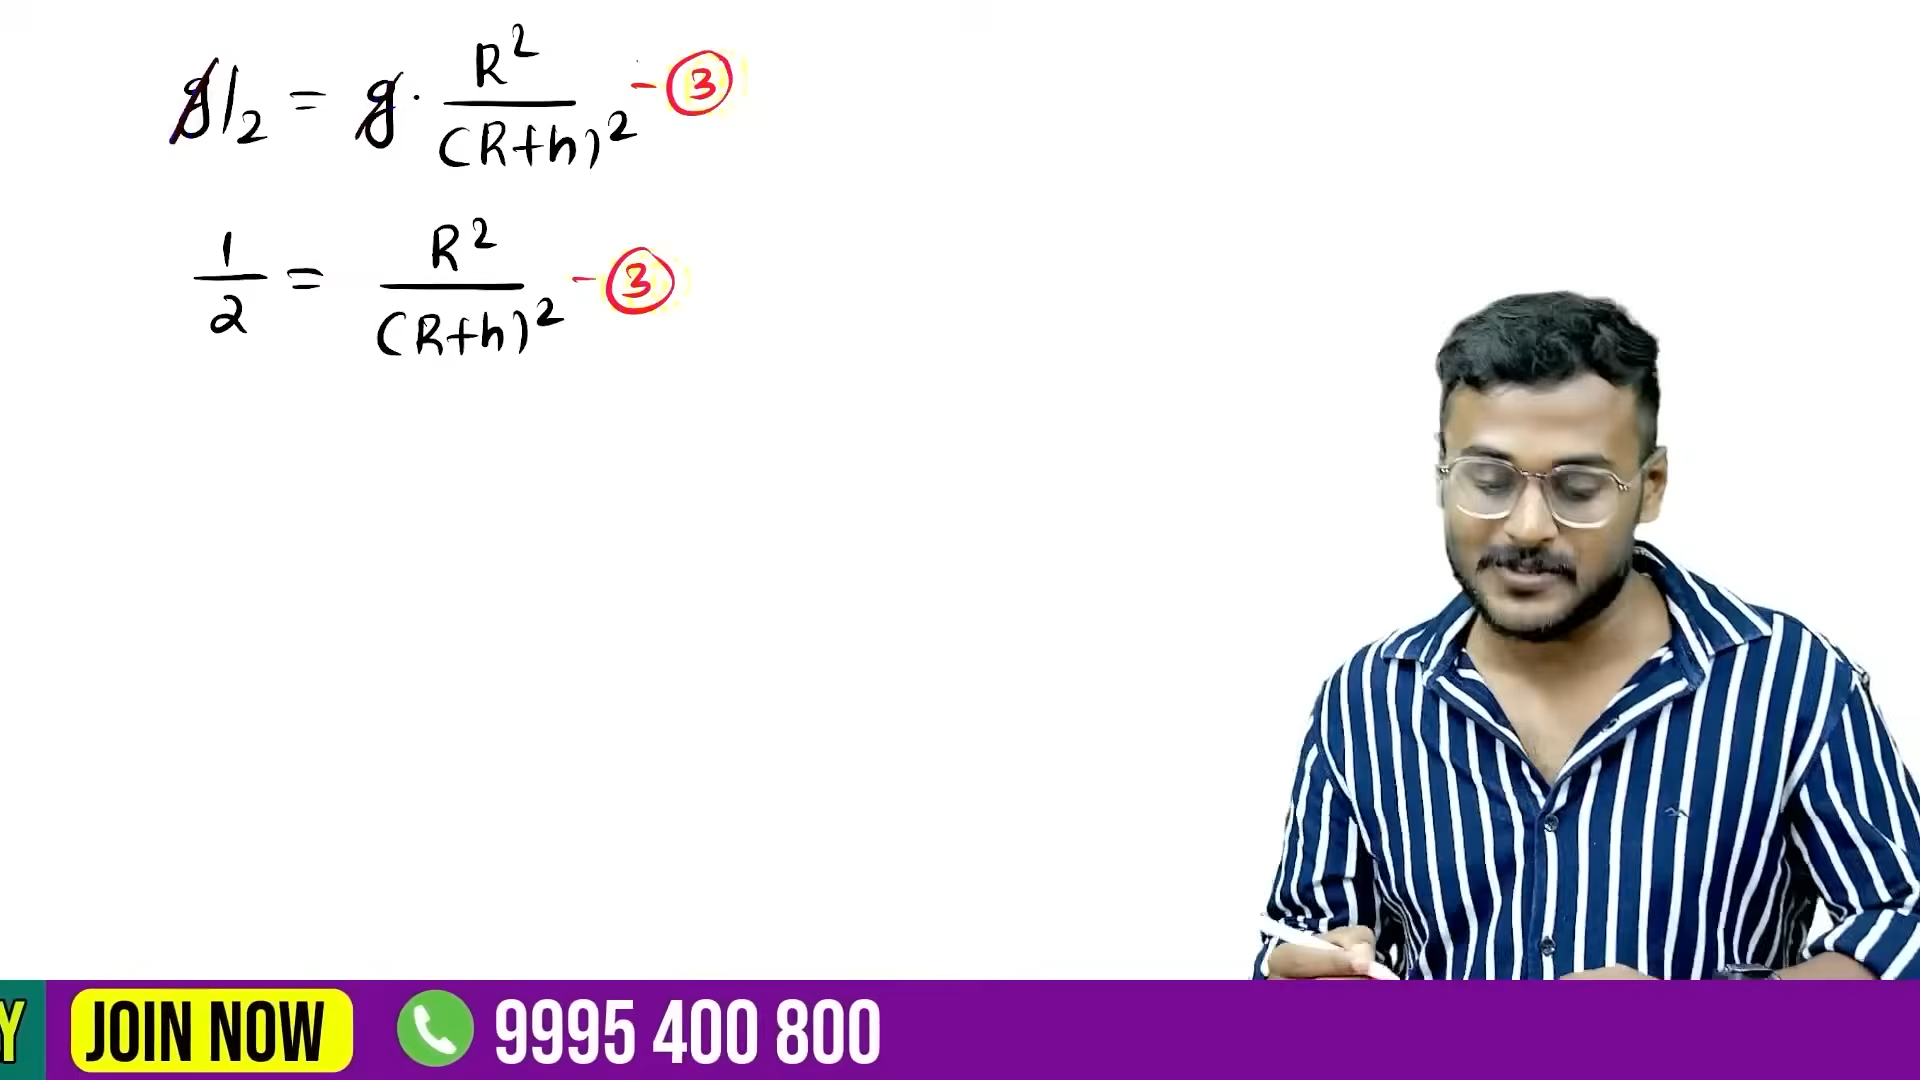 g/2 = g · R²/(R+h)² - ③
1/2 = R²/(R+h)² - ③
Y JOIN NOW 9995 400 800